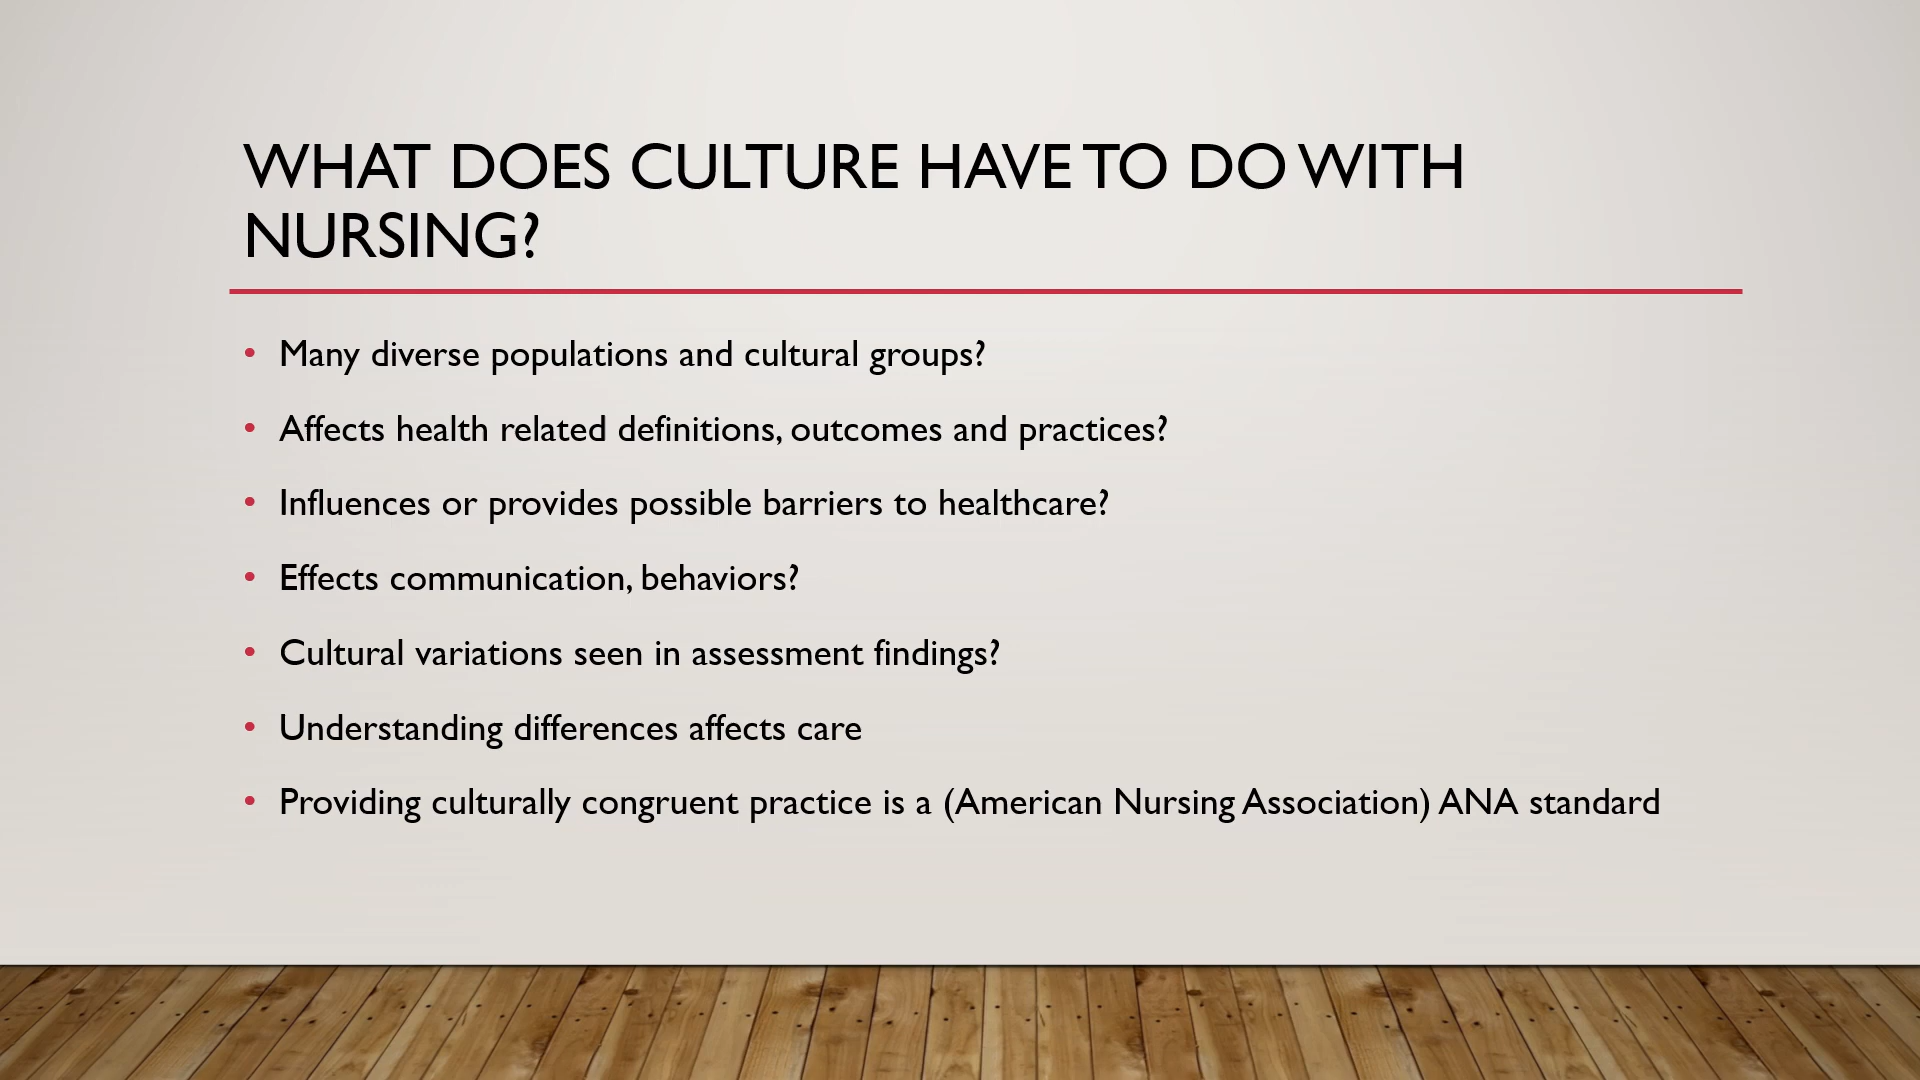 WHAT DOES CULTURE HAVE TO DO WITH
NURSING?
• Many diverse populations and cultural groups?
• Affects health related definitions, outcomes and practices?
• Influences or provides possible barriers to healthcare?
• Effects communication, behaviors?
• Cultural variations seen in assessment findings?
• Understanding differences affects care
• Providing culturally congruent practice is a (American Nursing Association) ANA standard